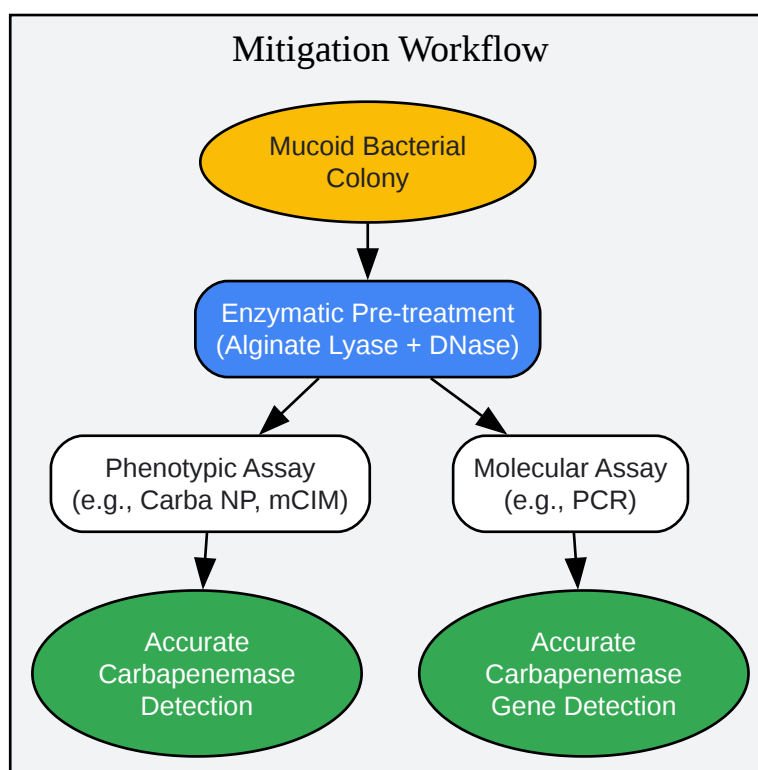 Mitigation Workflow
Mucoid Bacterial
Colony
Enzymatic Pre-treatment
(Alginate Lyase + DNase)
Phenotypic Assay
(e.g., Carba NP, mCIM)
Molecular Assay
(e.g., PCR)
Accurate
Carbapenemase
Detection
Accurate
Carbapenemase
Gene Detection